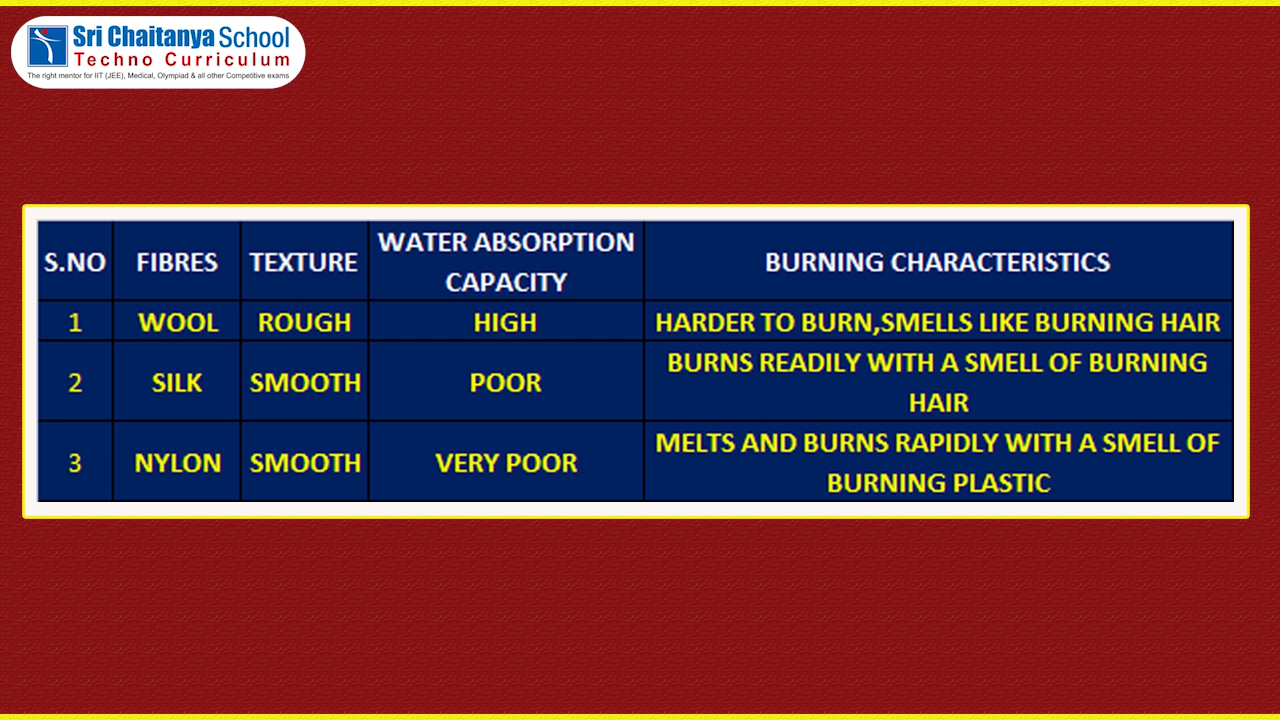 Sri Chaitanya School
Techno Curriculum
The right mentor for IIT (JEE), Medical, Olympiad & all other Competitive exams
S.NO FIBRES TEXTURE WATER ABSORPTION CAPACITY BURNING CHARACTERISTICS
1 WOOL ROUGH HIGH HARDER TO BURN,SMELLS LIKE BURNING HAIR
2 SILK SMOOTH POOR BURNS READILY WITH A SMELL OF BURNING HAIR
3 NYLON SMOOTH VERY POOR MELTS AND BURNS RAPIDLY WITH A SMELL OF BURNING PLASTIC